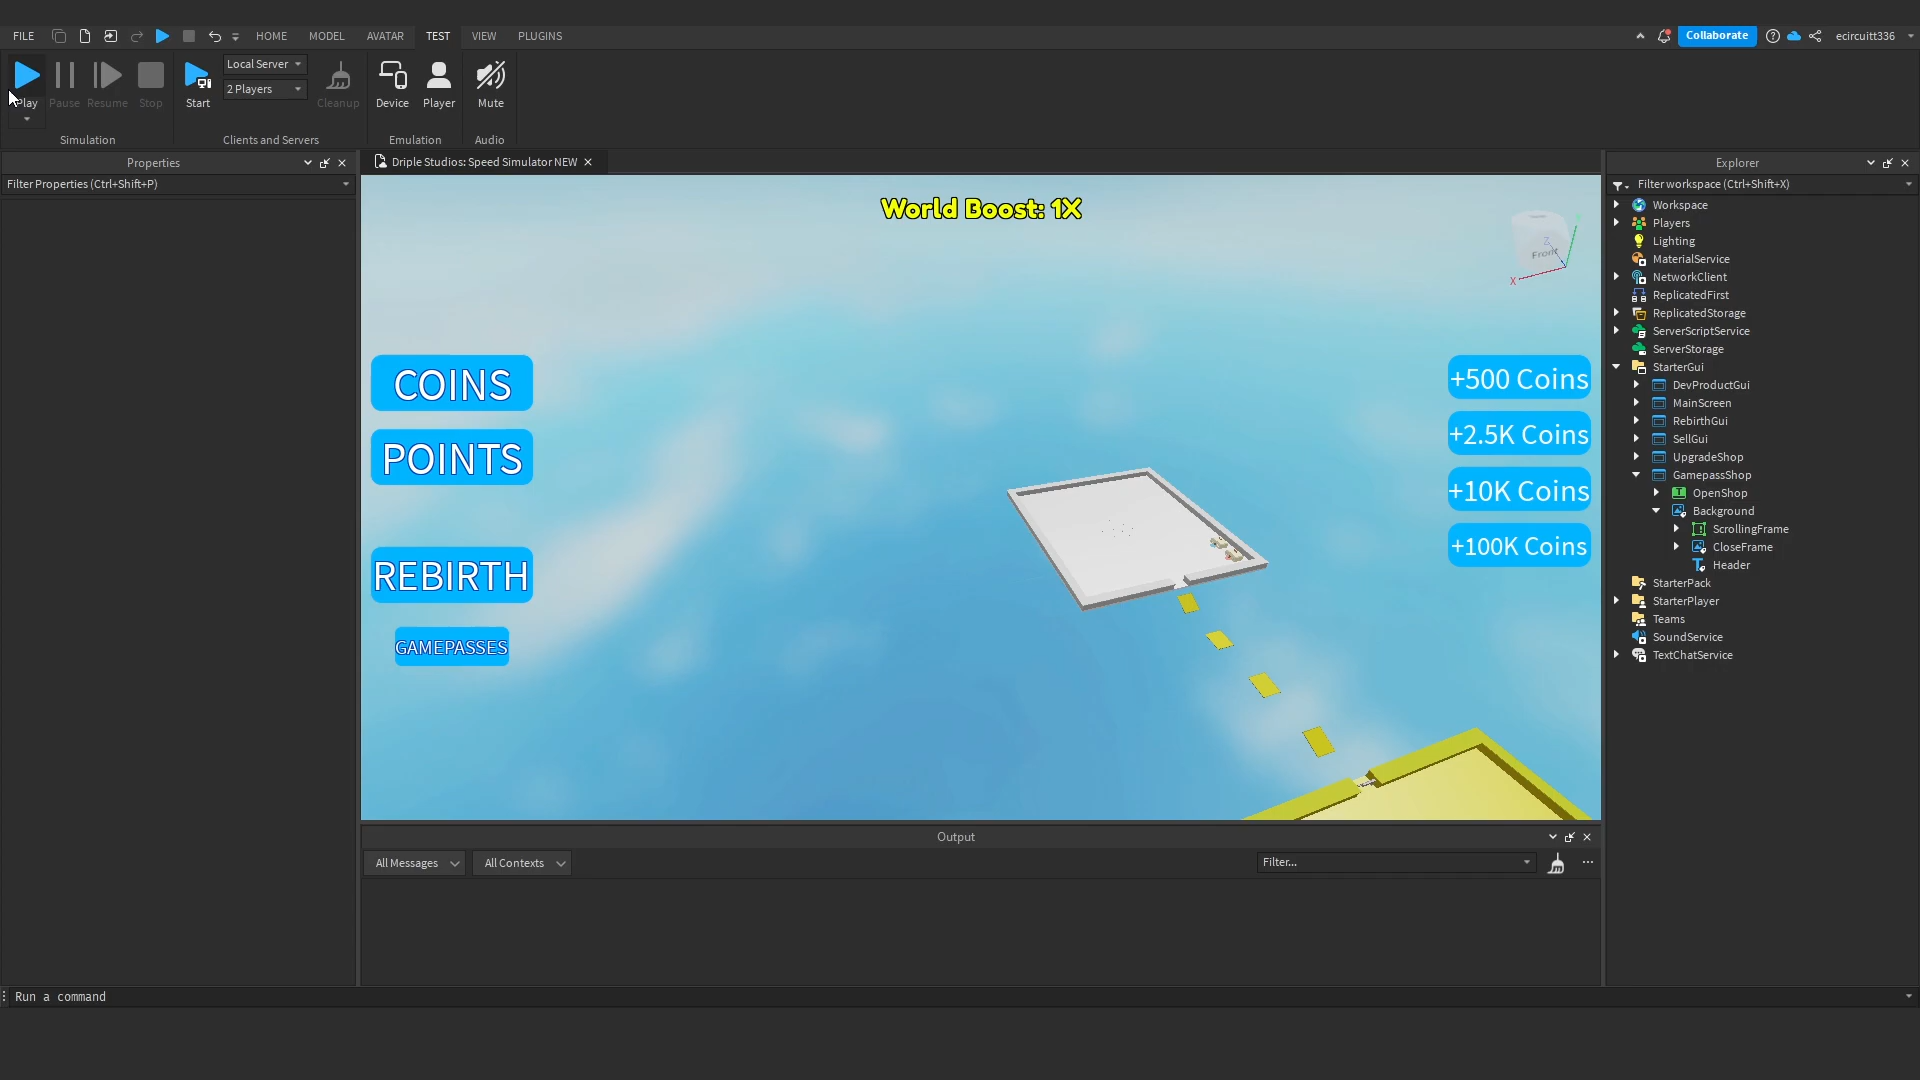 FILE HOME MODEL AVATAR TEST VIEW PLUGINS Collaborate ecircuitt336
Play Pause Resume Stop Start Local Server 2 Players Cleanup Device Player Mute
Simulation Clients and Servers Emulation Audio
Properties
Filter Properties (Ctrl+Shift+P)
Driple Studios: Speed Simulator NEW
World Boost: 1X
Front
X
Z
COINS
POINTS
REBIRTH
GAMEPASSES
+500 Coins
+2.5K Coins
+10K Coins
+100K Coins
Output
All Messages All Contexts Filter...
Run a command
Explorer
Filter workspace (Ctrl+Shift+X)
Workspace
Players
Lighting
MaterialService
NetworkClient
ReplicatedFirst
ReplicatedStorage
ServerScriptService
ServerStorage
StarterGui
DevProductGui
MainScreen
RebirthGui
SellGui
UpgradeShop
GamepassShop
OpenShop
Background
ScrollingFrame
CloseFrame
Header
StarterPack
StarterPlayer
Teams
SoundService
TextChatService